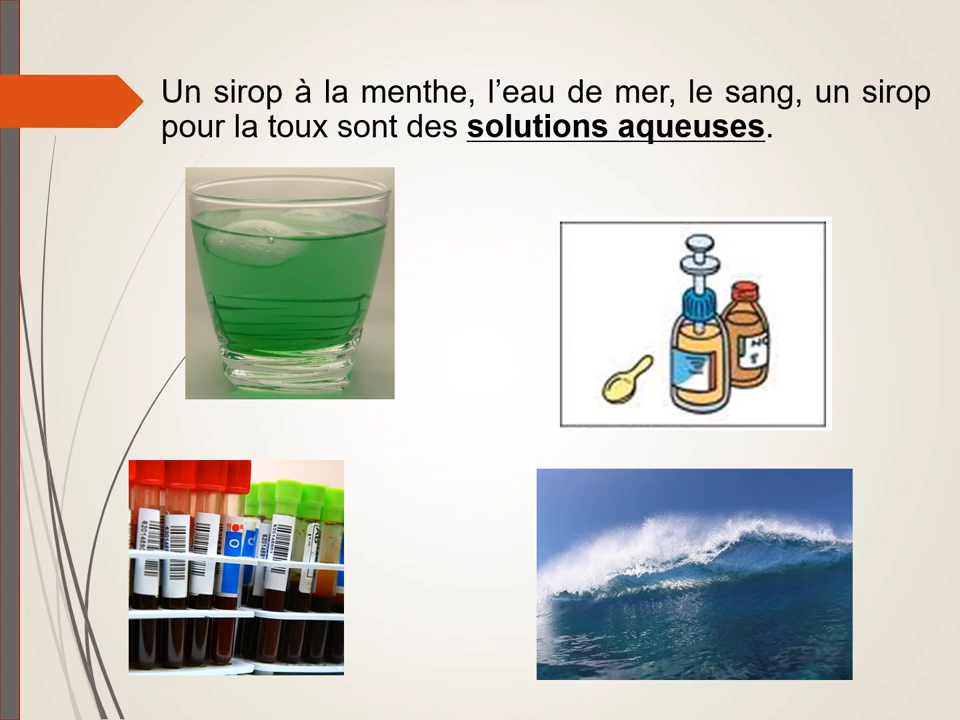 Un sirop à la menthe, l’eau de mer, le sang, un sirop
pour la toux sont des solutions aqueuses.